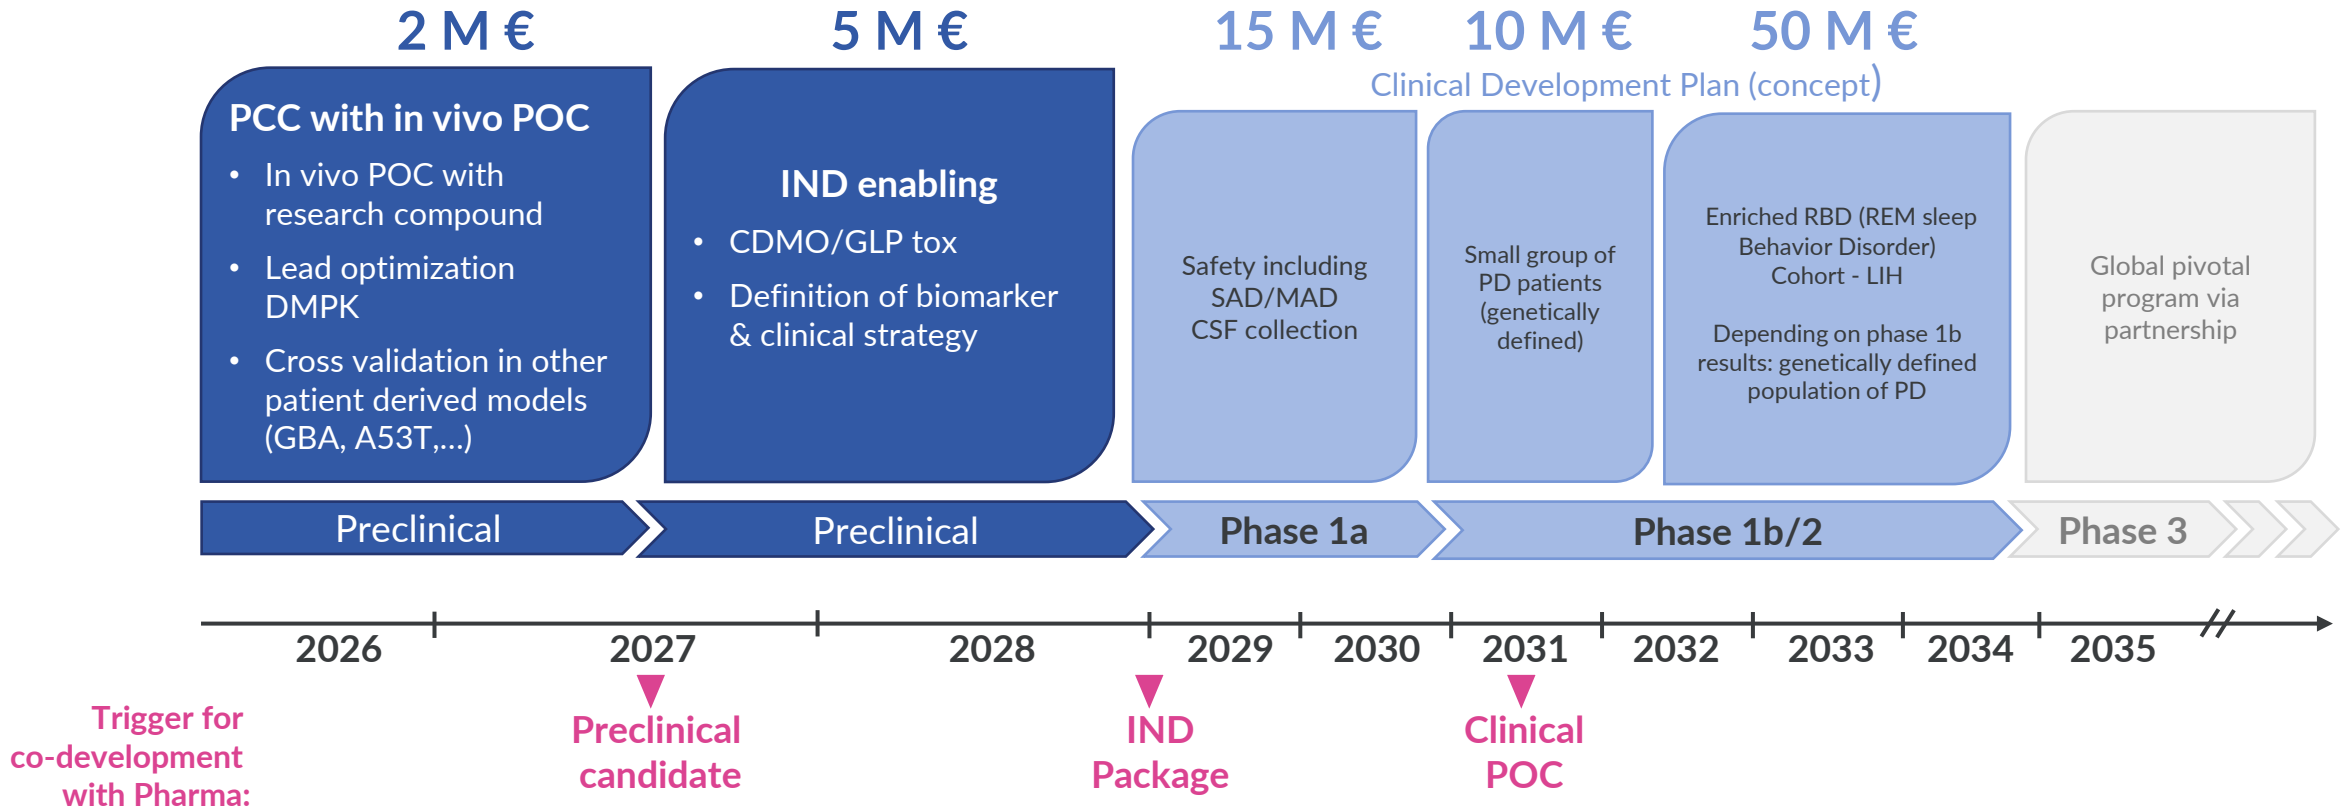 2 M €
5 M €
15 M €
10 M €
50 M €
Clinical Development Plan (concept)
PCC with in vivo POC
• In vivo POC with
research compound
• Lead optimization
DMPK
• Cross validation in other
patient derived models
(GBA, A53T,...)
IND enabling
• CDMO/GLP tox
• Definition of biomarker
& clinical strategy
Safety including
SAD/MAD
CSF collection
Small group of
PD patients
(genetically
defined)
Enriched RBD (REM sleep
Behavior Disorder)
Cohort - LIH
Depending on phase 1b
results: genetically defined
population of PD
Global pivotal
program via
partnership
Preclinical
Preclinical
Phase 1a
Phase 1b/2
Phase 3
2026
2027
2028
2029
2030
2031
2032
2033
2034
2035
Trigger for
co-development
with Pharma:
Preclinical
candidate
IND
Package
Clinical
POC